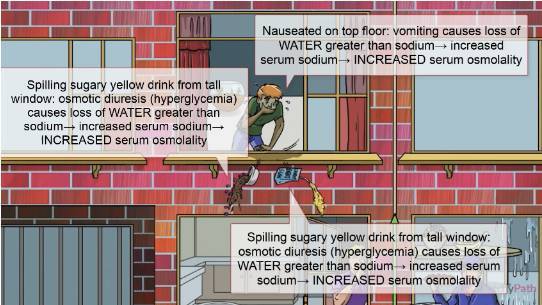 Nauseated on top floor: vomiting causes loss of
WATER greater than sodium→ increased
serum sodium→ INCREASED serum osmolality
Spilling sugary yellow drink from tall
window: osmotic diuresis (hyperglycemia)
causes loss of WATER greater than
sodium→ increased serum sodium→
INCREASED serum osmolality
Spilling sugary yellow drink from tall window:
osmotic diuresis (hyperglycemia) causes loss of
WATER greater than sodium→ increased serum
sodium→ INCREASED serum osmolality
Path